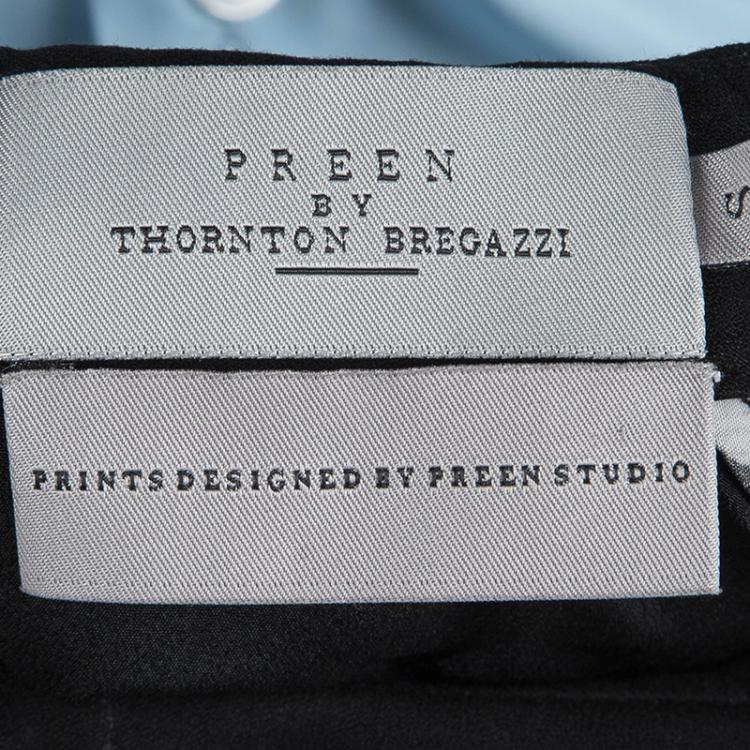 PREEN
BY
THORNTON BREGAZZI
S
PRINTS DESIGNED BY PREEN STUDIO